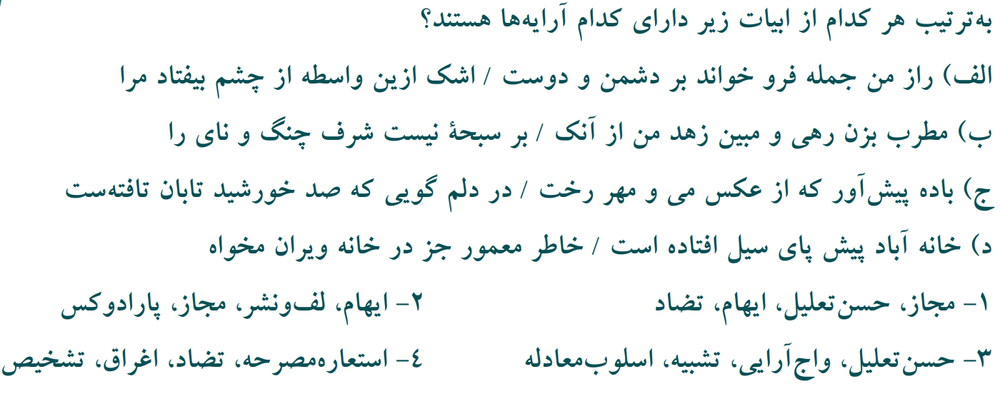 به‌ترتیب هر کدام از ابیات زیر دارای کدام آرایه‌ها هستند؟
الف) راز من جمله فرو خواند بر دشمن و دوست / اشک ازین واسطه از چشم بیفتاد مرا
ب) مطرب بزن رهی و مبین زهد من از آنک / بر سبحهٔ نیست شرف چنگ و نای را
ج) باده پیش‌آور که از عکس می و مهر رخت / در دلم گویی که صد خورشید تابان تافته‌ست
د) خانه آباد پیش پای سیل افتاده است / خاطر معمور جز در خانه ویران مخواه
۱- مجاز، حسن‌تعلیل، ایهام، تضاد ۲- ایهام، لف‌ونشر، مجاز، پارادوکس
۳- حسن‌تعلیل، واج‌آرایی، تشبیه، اسلوب‌معادله ٤- استعاره‌مصرحه، تضاد، اغراق، تشخیص